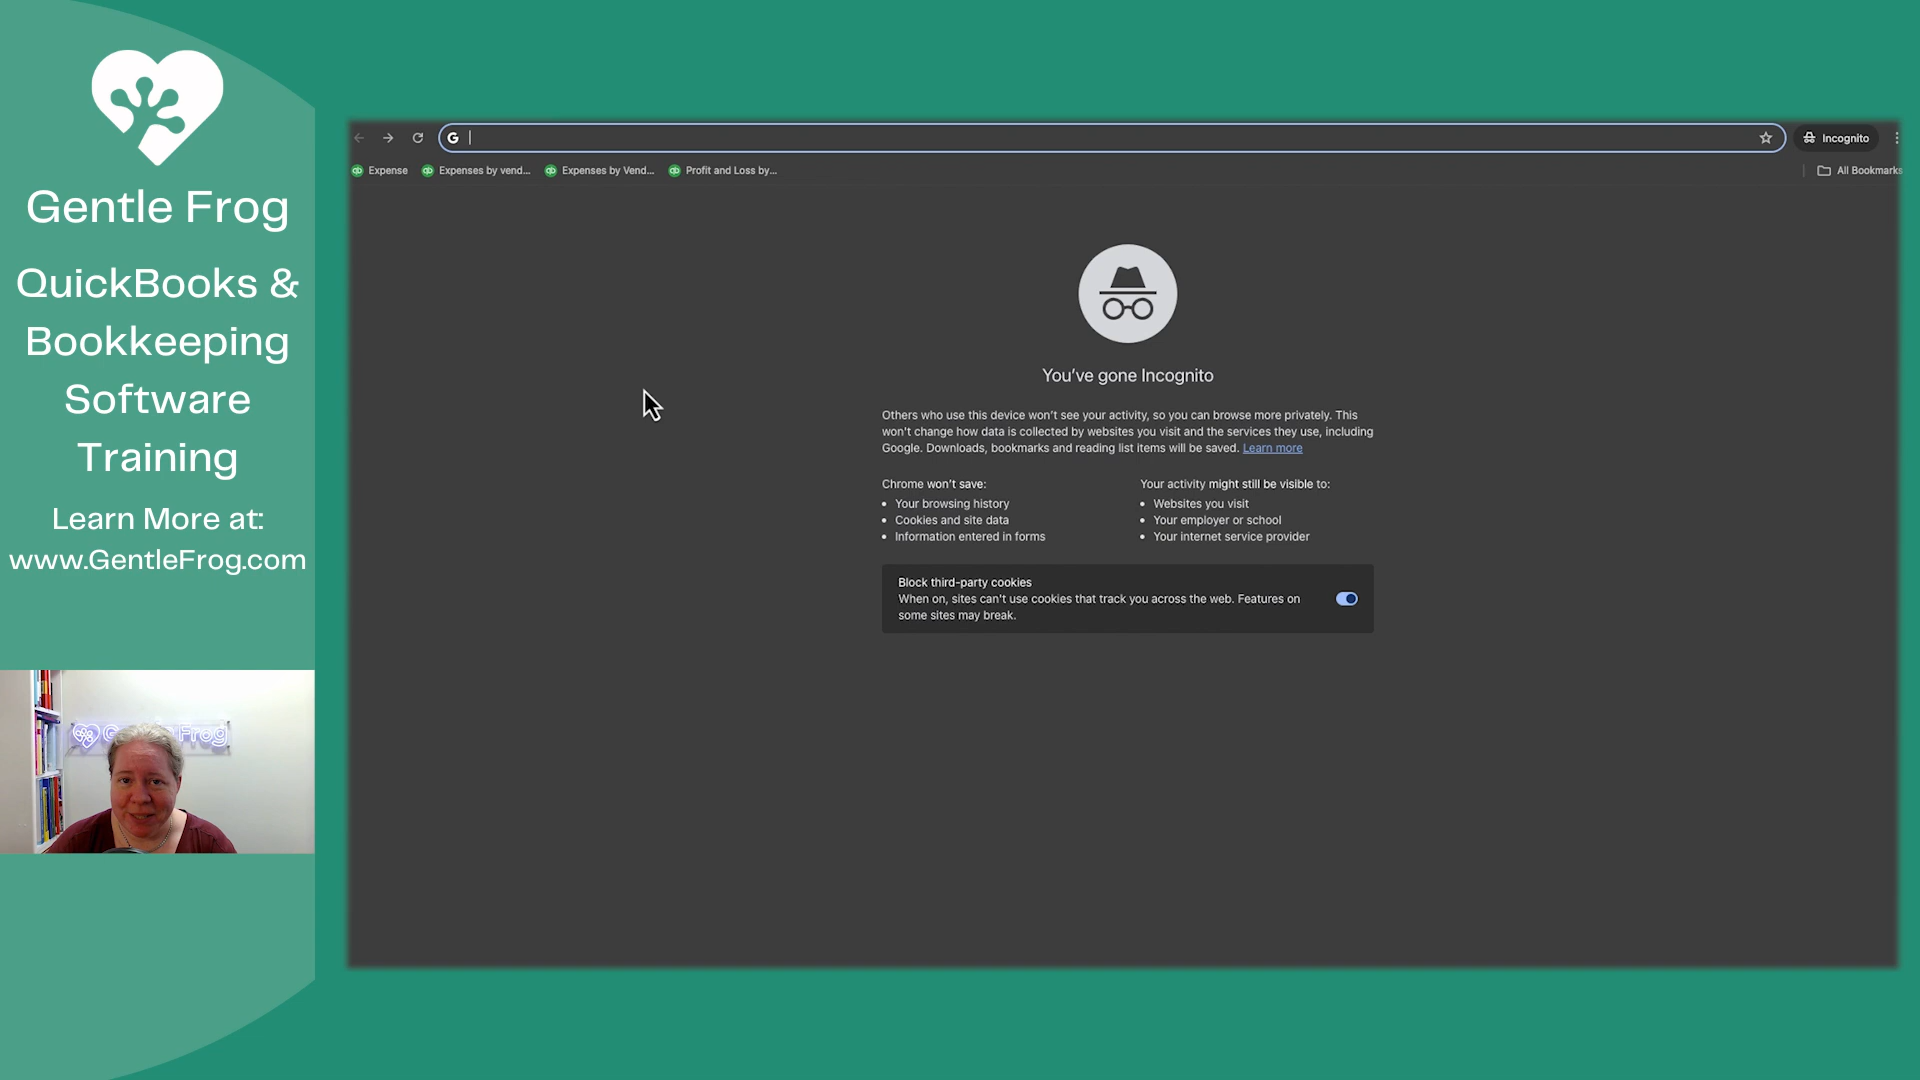 Gentle Frog
QuickBooks &
Bookkeeping
Software
Training
Learn More at:
www.GentleFrog.com
G
Incognito
Expense
Expenses by vend...
Expenses by Vend...
Profit and Loss by...
All Bookmarks
You've gone Incognito
Others who use this device won't see your activity, so you can browse more privately. This
won't change how data is collected by websites you visit and the services they use, including
Google. Downloads, bookmarks and reading list items will be saved. Learn more
Chrome won't save:
• Your browsing history
• Cookies and site data
• Information entered in forms
Your activity might still be visible to:
• Websites you visit
• Your employer or school
• Your internet service provider
Block third-party cookies
When on, sites can't use cookies that track you across the web. Features on
some sites may break.
Frog